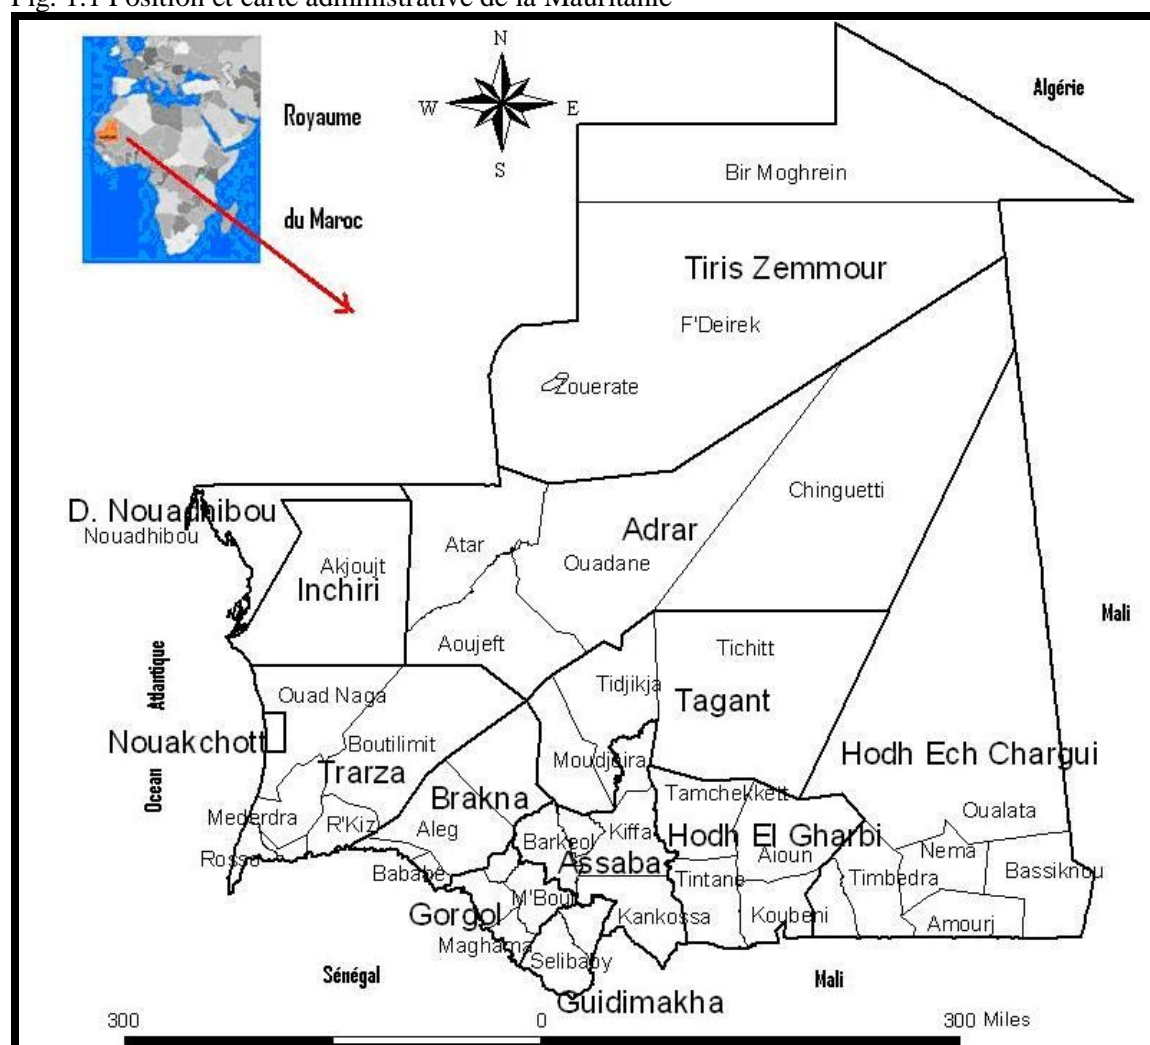 Fig. 1.1 Position et carte administrative de la Mauritanie
N
W E
S
Royaume
du Maroc
Algérie
Bir Moghrein
Tiris Zemmour
F'Deirek
Zouerate
Chinguetti
D. Nouadhibou
Nouadhibou
Adrar
Atar
Ouadane
Akjoujt
Inchiri
Mali
Aoujeft
Tichitt
Atlantique
Tidjikja
Ouad Naga
Tagant
Nouakchott
Boutilimit
Hodh Ech Chargui
Moudjeira
Trarza
Ocean
Brakna
Tamchekkett
Oualata
Mederdra
R'Kiz
Aleg
Barkeol
Kiffa
Hodh El Gharbi
Nema
Rossa
Assaba
Aioun
Bababé
Tintane
Timbedra
Bassiknou
M'Bout
Gorgol
Kankossa
Koubeni
Amourj
Maghama
Selibaby
Sénégal
Mali
Guidimakha
300 0 300 Miles